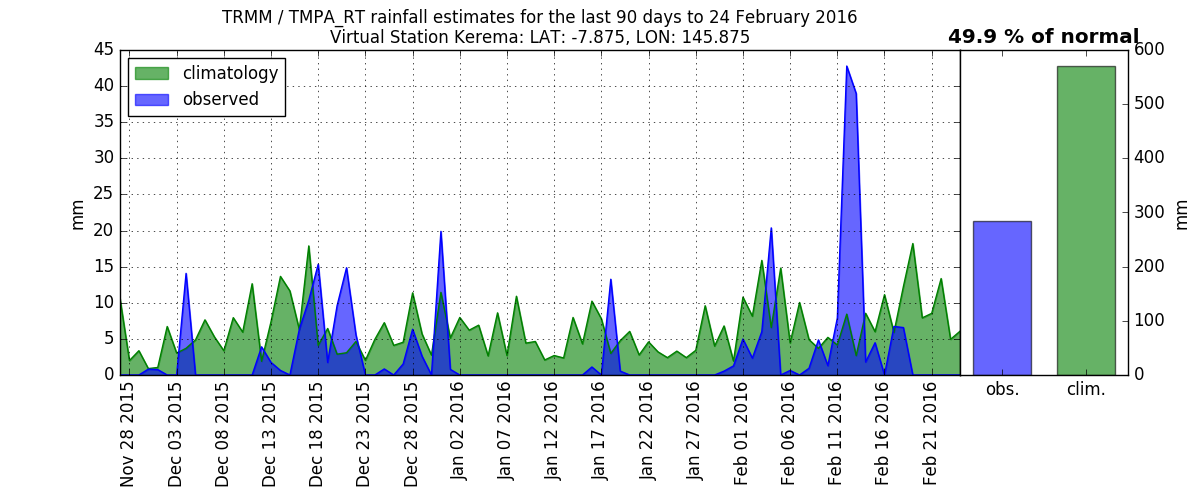 TRMM / TMPA_RT rainfall estimates for the last 90 days to 24 February 2016
Virtual Station Kerema: LAT: -7.875, LON: 145.875
49.9 % of normal
climatology
observed
mm
45
40
35
30
25
20
15
10
5
0
600
500
400
300
200
100
0
mm
Nov 28 2015
Dec 03 2015
Dec 08 2015
Dec 13 2015
Dec 18 2015
Dec 23 2015
Dec 28 2015
Jan 02 2016
Jan 07 2016
Jan 12 2016
Jan 17 2016
Jan 22 2016
Jan 27 2016
Feb 01 2016
Feb 06 2016
Feb 11 2016
Feb 16 2016
Feb 21 2016
obs.
clim.